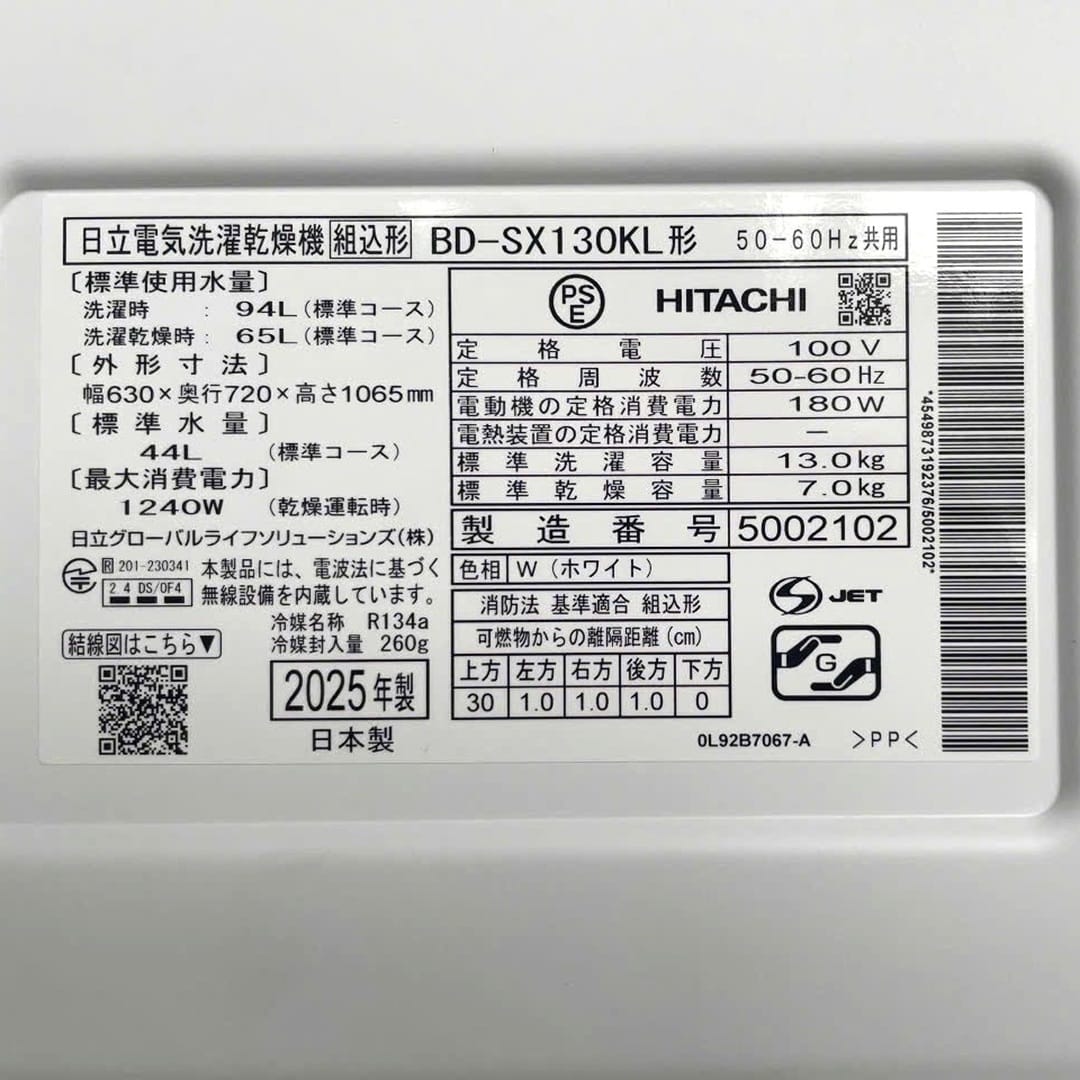 日立電気洗濯乾燥機 組込形 BD-SX130KL形 50-60Hz共用
〔標準使用水量〕
洗濯時 : 94L(標準コース)
洗濯乾燥時: 65L(標準コース)
〔外形寸法〕
幅630×奥行720×高さ1065mm
〔標準水量〕
44L (標準コース)
〔最大消費電力〕
1240W (乾燥運転時)
日立グローバルライフソリューションズ(株)
R 201-230341
2.4 DS/OF4
本製品には、電波法に基づく
無線設備を内蔵しています。
冷媒名称 R134a
冷媒封入量 260g
結線図はこちら▼
2025年製
日本製
PSE HITACHI
定格電圧 100V
定格周波数 50-60Hz
電動機の定格消費電力 180W
電熱装置の定格消費電力 −
標準洗濯容量 13.0kg
標準乾燥容量 7.0kg
製造番号 5002102
色相 W(ホワイト)
消防法 基準適合 組込形
可燃物からの離隔距離(cm)
上方 左方 右方 後方 下方
30 1.0 1.0 1.0 0
S JET
G
0L92B7067-A >PP<
*4549873192376/5002102*